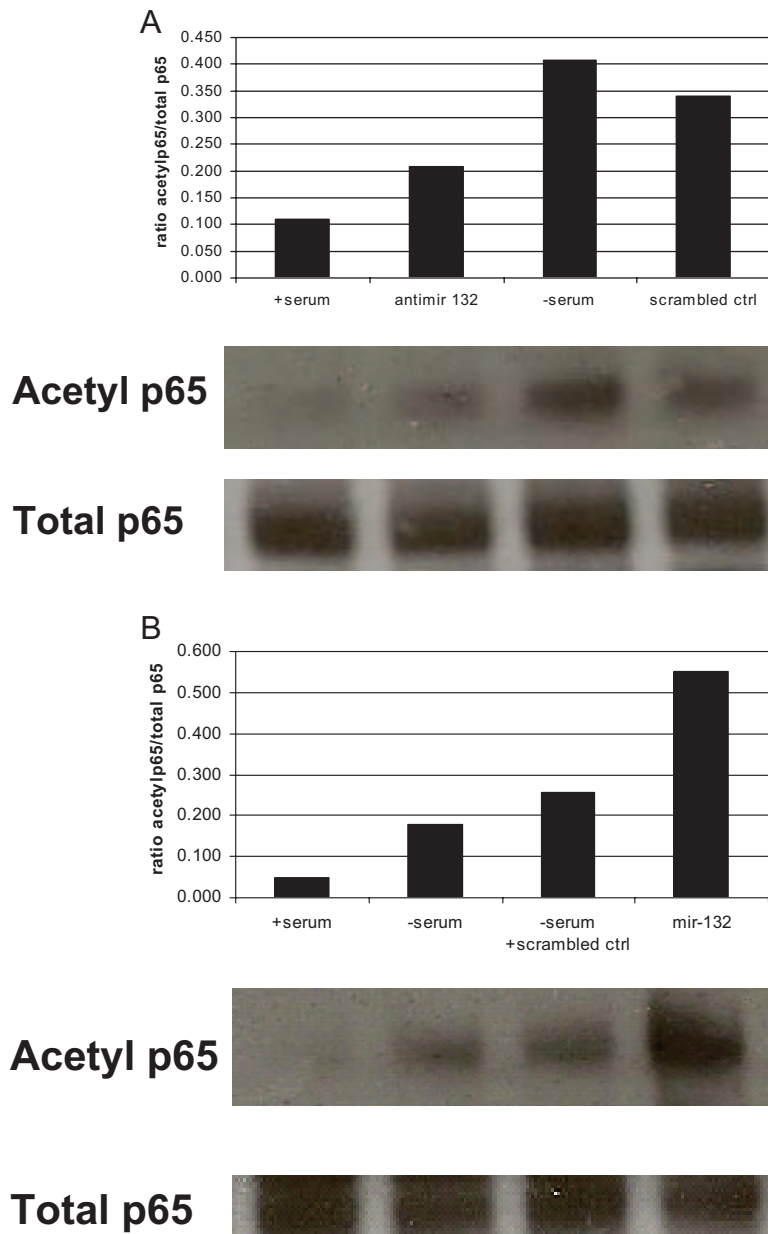 A
ratio acetylp65/total p65
0.450
0.400
0.350
0.300
0.250
0.200
0.150
0.100
0.050
0.000
+serum
antimir 132
-serum
scrambled ctrl
Acetyl p65
Total p65
B
ratio acetylp65/total p65
0.600
0.500
0.400
0.300
0.200
0.100
0.000
+serum
-serum
-serum
+scrambled ctrl
mir-132
Acetyl p65
Total p65